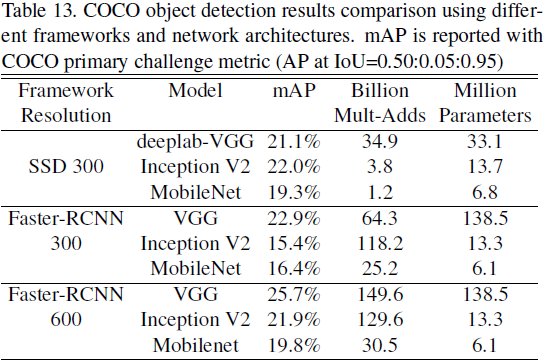 Table 13. COCO object detection results comparison using differ-
ent frameworks and network architectures. mAP is reported with
COCO primary challenge metric (AP at IoU=0.50:0.05:0.95)
Framework Model mAP Billion Million
Resolution Mult-Adds Parameters
deeplab-VGG 21.1% 34.9 33.1
SSD 300 Inception V2 22.0% 3.8 13.7
MobileNet 19.3% 1.2 6.8
Faster-RCNN VGG 22.9% 64.3 138.5
300 Inception V2 15.4% 118.2 13.3
MobileNet 16.4% 25.2 6.1
Faster-RCNN VGG 25.7% 149.6 138.5
600 Inception V2 21.9% 129.6 13.3
Mobilenet 19.8% 30.5 6.1